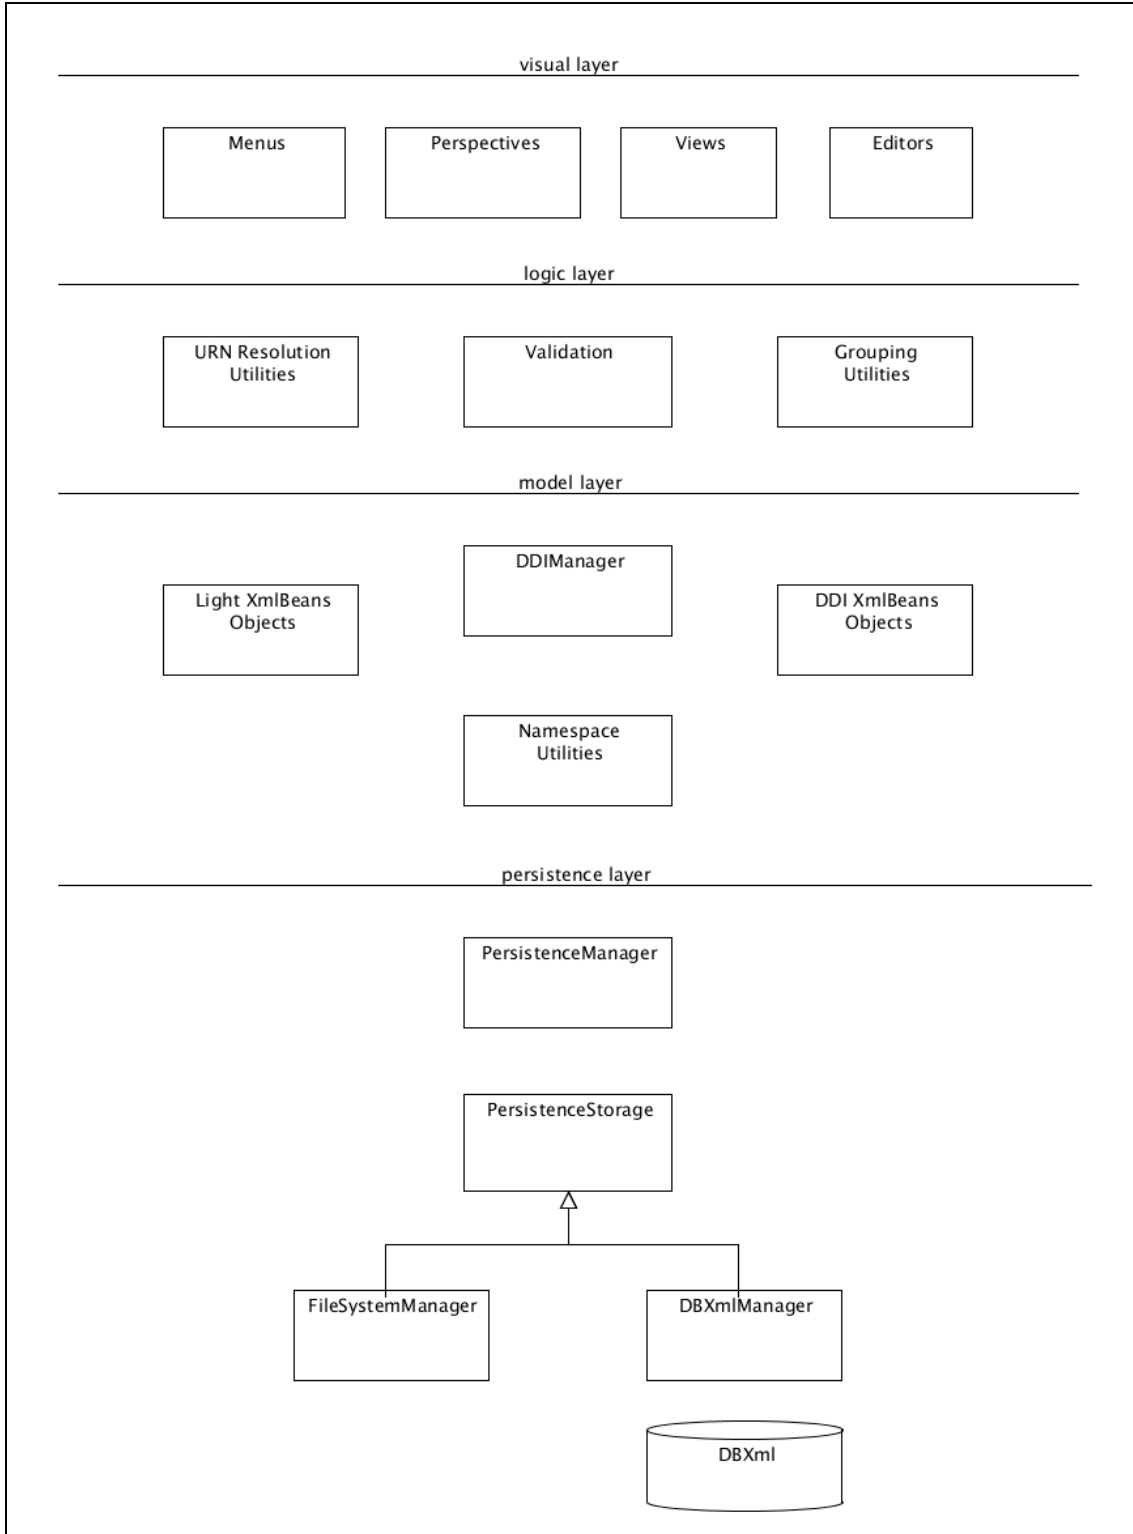 visual layer
Menus
Perspectives
Views
Editors
logic layer
URN Resolution
Utilities
Validation
Grouping
Utilities
model layer
DDIManager
Light XmlBeans
Objects
DDI XmlBeans
Objects
Namespace
Utilities
persistence layer
PersistenceManager
PersistenceStorage
FileSystemManager
DBXmlManager
DBXml